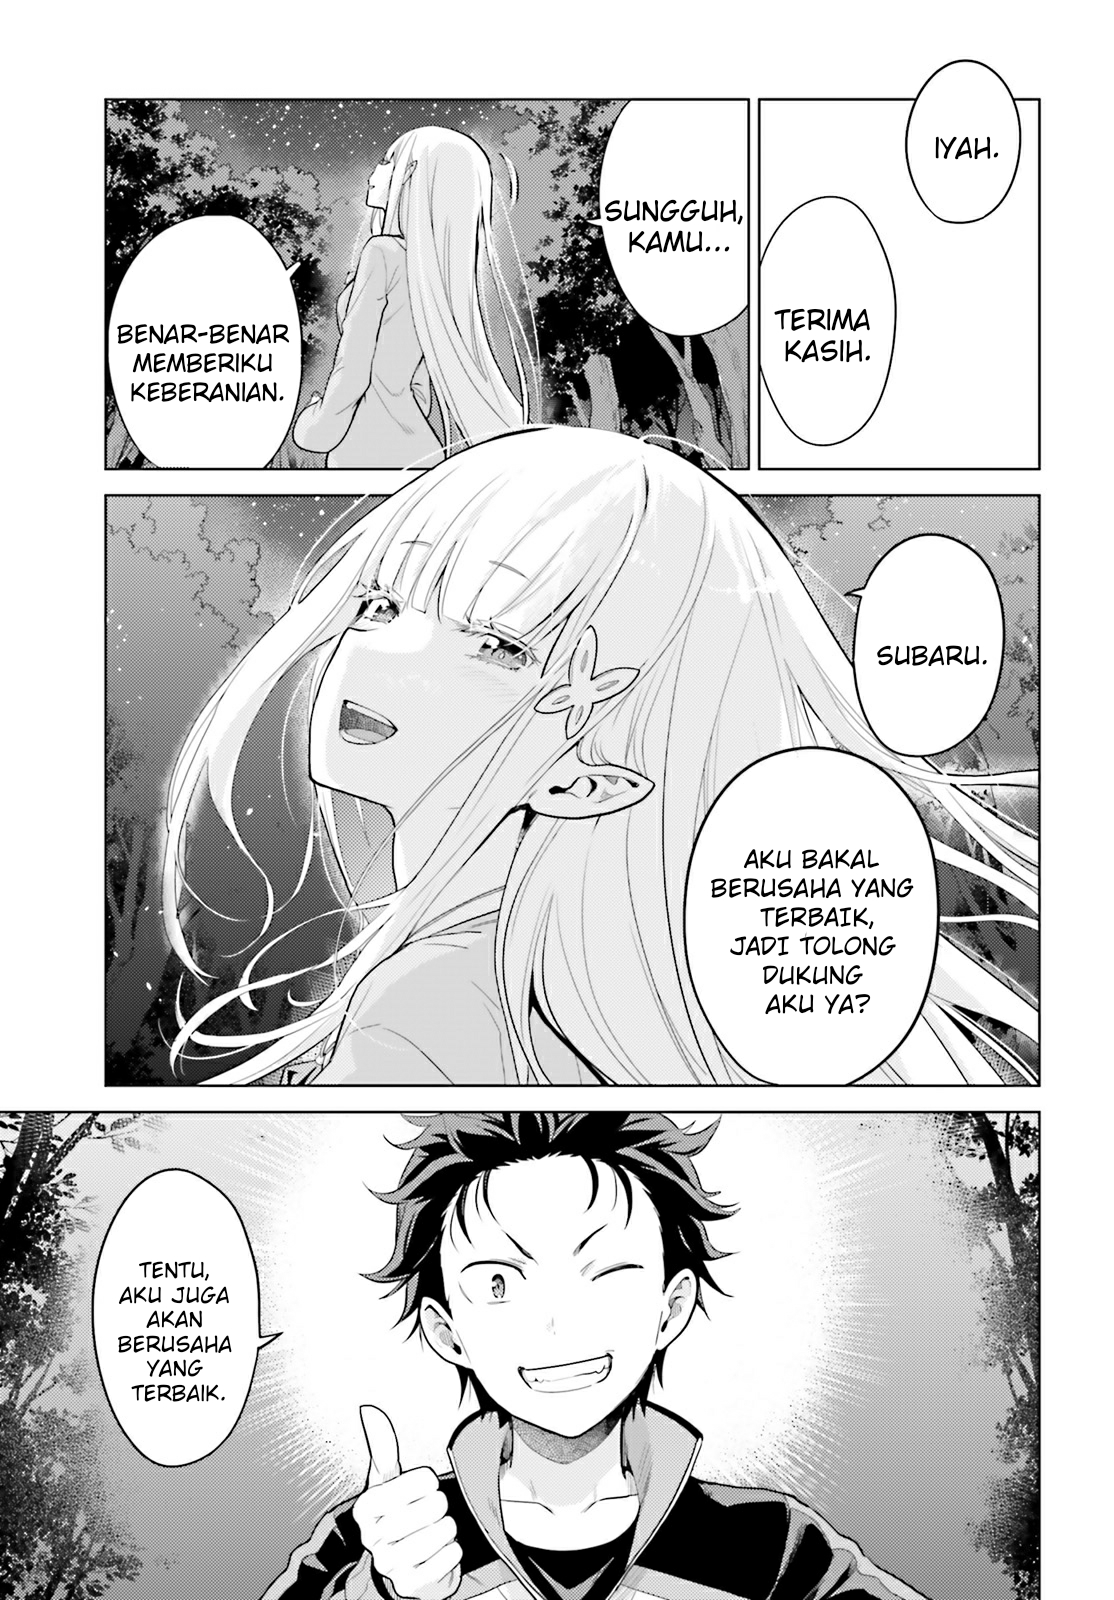 IYAH.
TERIMA
KASIH.
SUNGGUH,
KAMU...
BENAR-BENAR
MEMBERIKU
KEBERANIAN.
SUBARU.
AKU BAKAL
BERUSAHA YANG
TERBAIK,
JADI TOLONG
DUKUNG
AKU YA?
TENTU,
AKU JUGA
AKAN
BERUSAHA
YANG
TERBAIK.